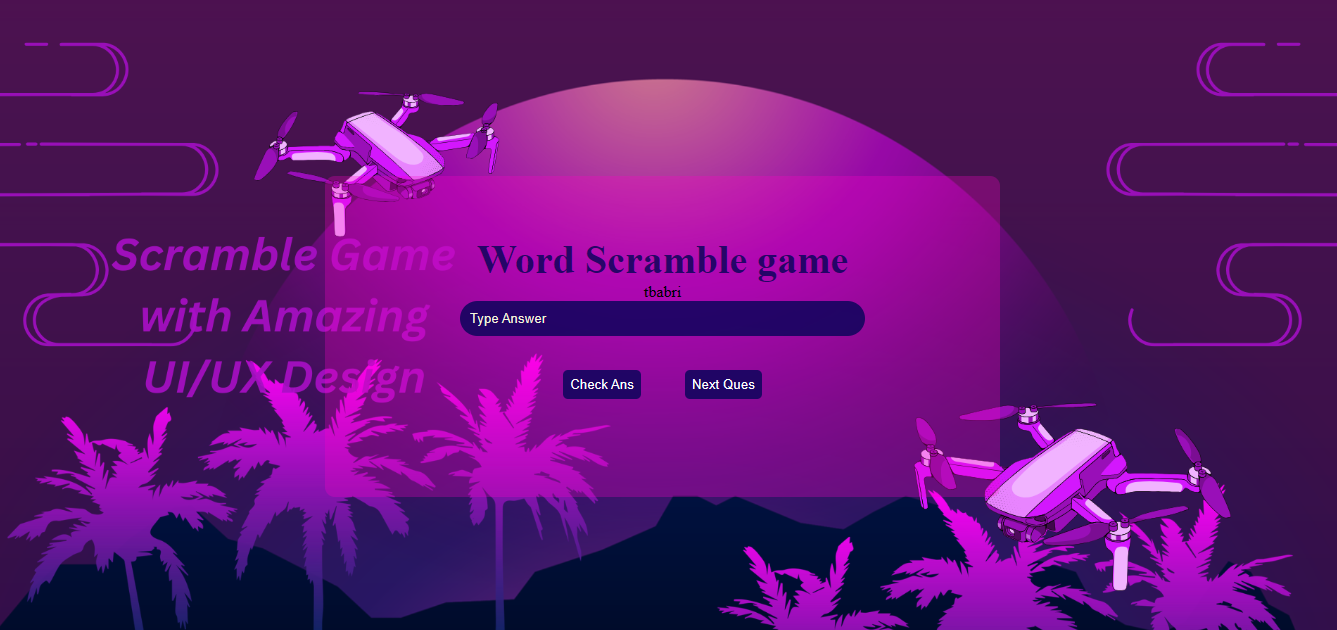 Scramble Game
with Amazing
UI/UX Design
Word Scramble game
tbabri
Type Answer
Check Ans
Next Ques